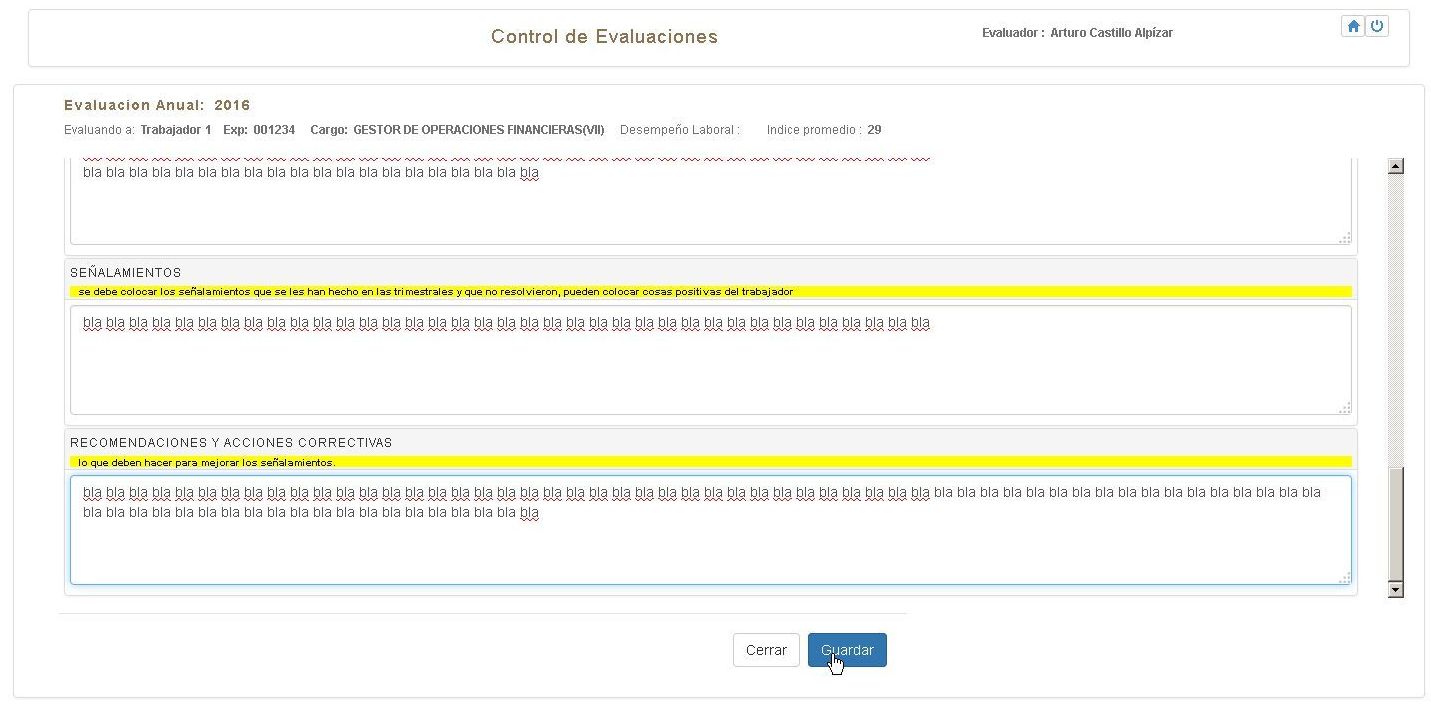 Control de Evaluaciones
Evaluador : Arturo Castillo Alpízar
Evaluacion Anual: 2016
Evaluando a: Trabajador 1 Exp: 001234 Cargo: GESTOR DE OPERACIONES FINANCIERAS(VII) Desempeño Laboral : Indice promedio : 29
bla bla bla bla bla bla bla bla bla bla bla bla bla bla bla bla bla bla bla bla
SEÑALAMIENTOS
se debe colocar los señalamientos que se les han hecho en las trimestrales y que no resolvieron, pueden colocar cosas positivas del trabajador
bla bla bla bla bla bla bla bla bla bla bla bla bla bla bla bla bla bla bla bla bla bla bla bla bla bla bla bla bla bla bla bla bla bla bla bla bla
RECOMENDACIONES Y ACCIONES CORRECTIVAS
lo que deben hacer para mejorar los señalamientos.
bla bla bla bla bla bla bla bla bla bla bla bla bla bla bla bla bla bla bla bla bla bla bla bla bla bla bla bla bla bla bla bla bla bla bla bla bla bla bla bla bla bla bla bla bla bla bla bla bla bla bla bla bla bla
bla bla bla bla bla bla bla bla bla bla bla bla bla bla bla bla bla bla bla bla
Cerrar
Guardar